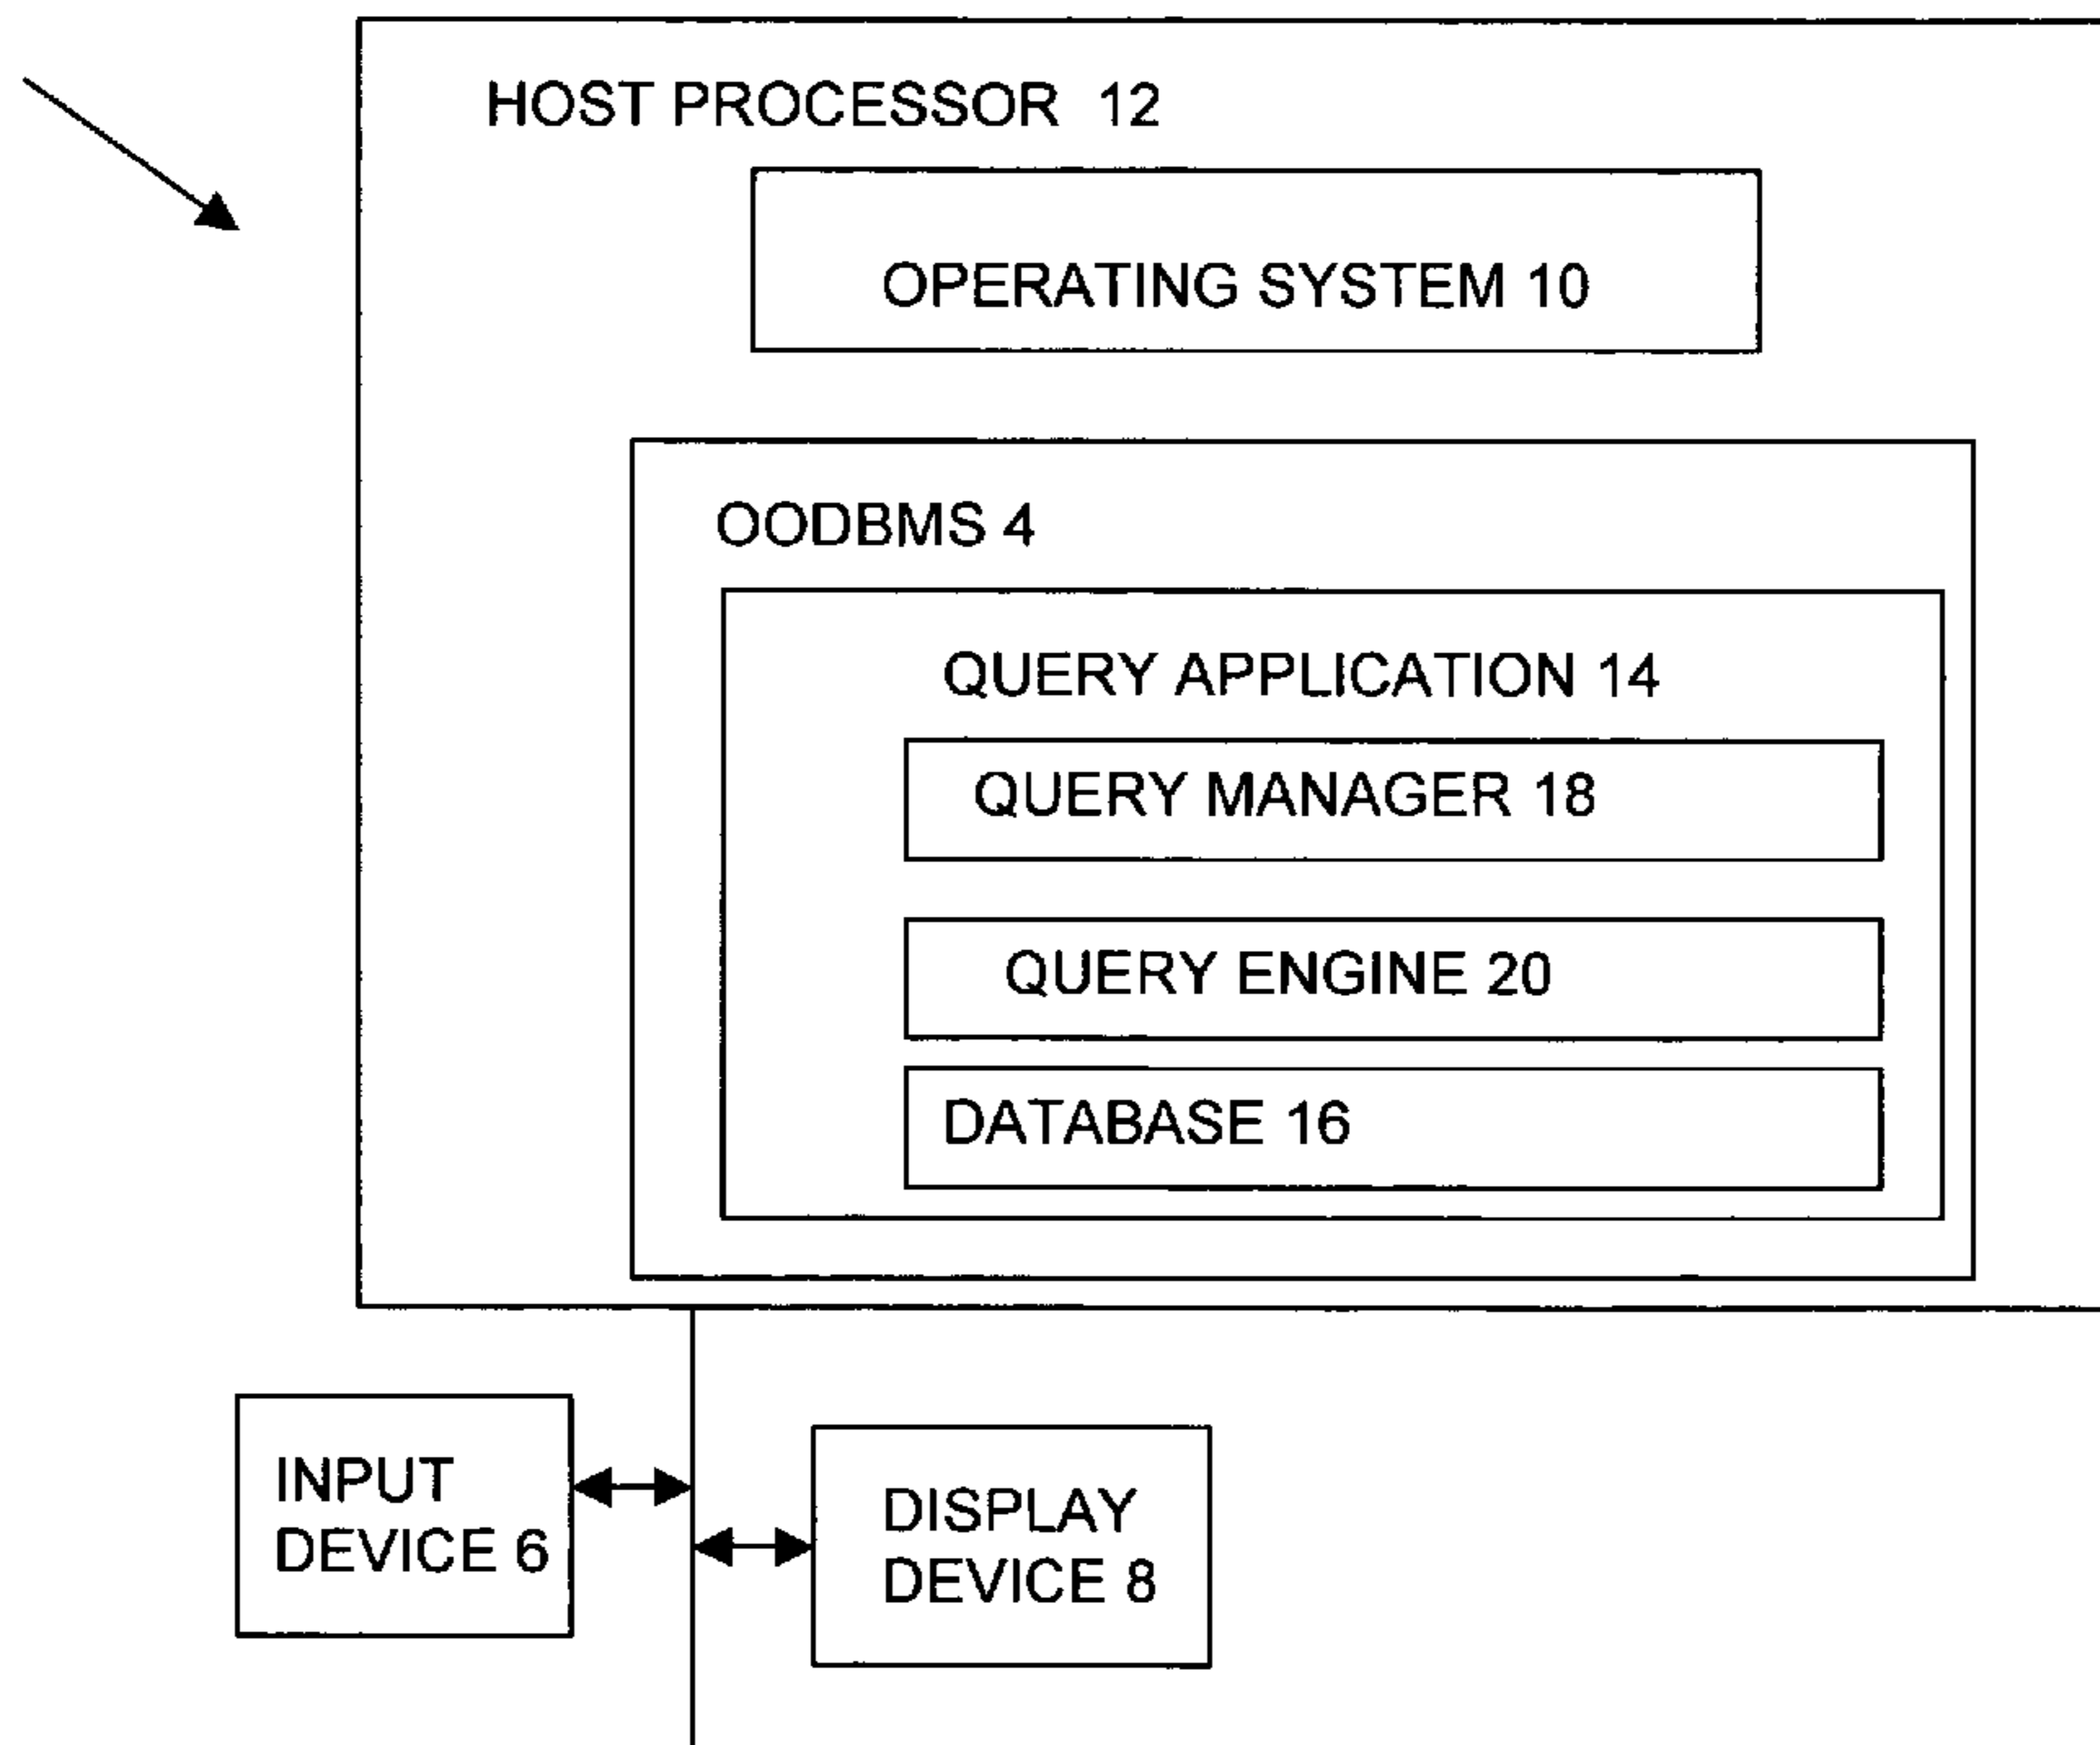 HOST PROCESSOR 12
OPERATING SYSTEM 10
OODBMS 4
QUERY APPLICATION 14
QUERY MANAGER 18
QUERY ENGINE 20
DATABASE 16
INPUT
DEVICE 6
DISPLAY
DEVICE 8